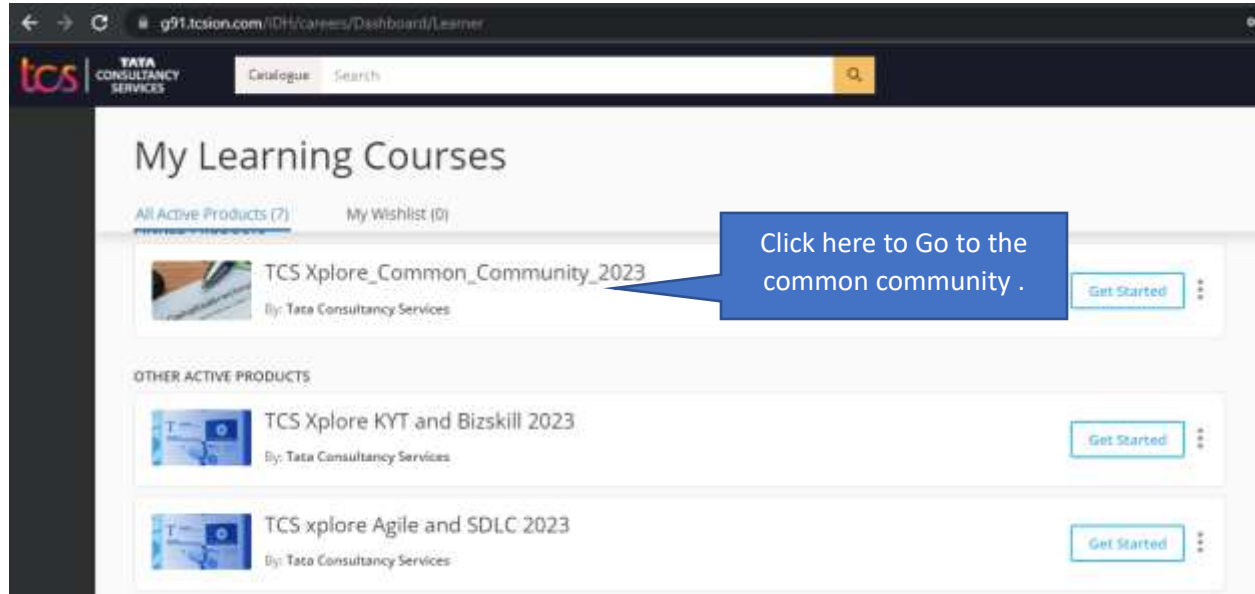 g91.tcsion.com/IDH/careers/Dashboard/Learner
tcs TATA CONSULTANCY SERVICES
Catalogue Search
My Learning Courses
All Active Products (7) My Wishlist (0)
TCS Xplore_Common_Community_2023
By: Tata Consultancy Services
Click here to Go to the
common community .
Get Started
OTHER ACTIVE PRODUCTS
TCS Xplore KYT and Bizskill 2023
By: Tata Consultancy Services
Get Started
TCS xplore Agile and SDLC 2023
By: Tata Consultancy Services
Get Started